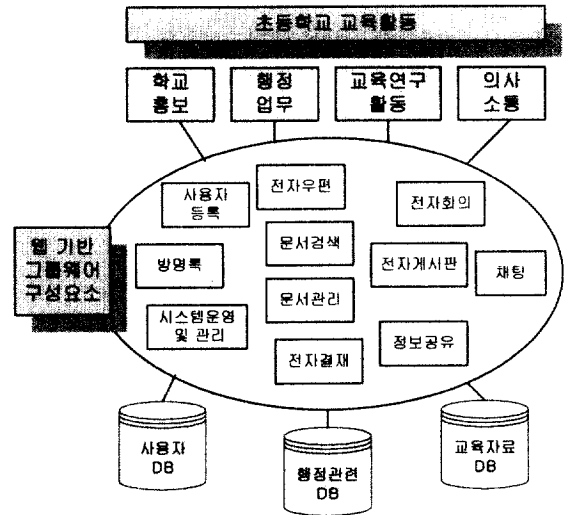 초등학교 교육활동
학교
홍보
행정
업무
교육연구
활동
의사
소통
사용자
등록
전자우편
전자회의
웹 기반
그룹웨어
구성요소
방명록
문서검색
전자게시판
채팅
시스템운영
및 관리
문서관리
전자결재
정보공유
사용자
DB
행정관련
DB
교육자료
DB